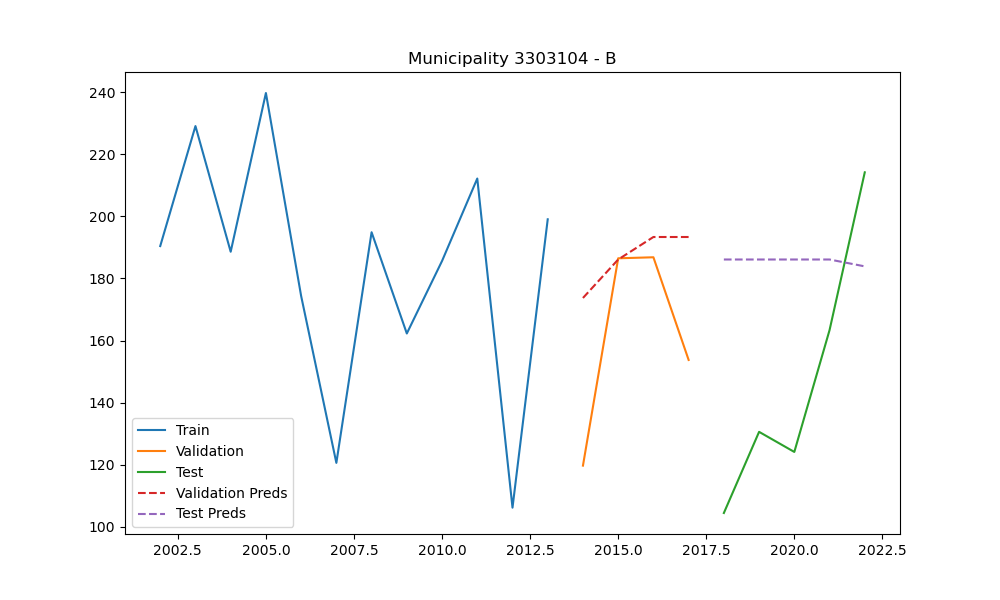 Municipality 3303104 - B
240
220
200
180
160
140
120
100
Train
Validation
Test
Validation Preds
Test Preds
2002.5 2005.0 2007.5 2010.0 2012.5 2015.0 2017.5 2020.0 2022.5